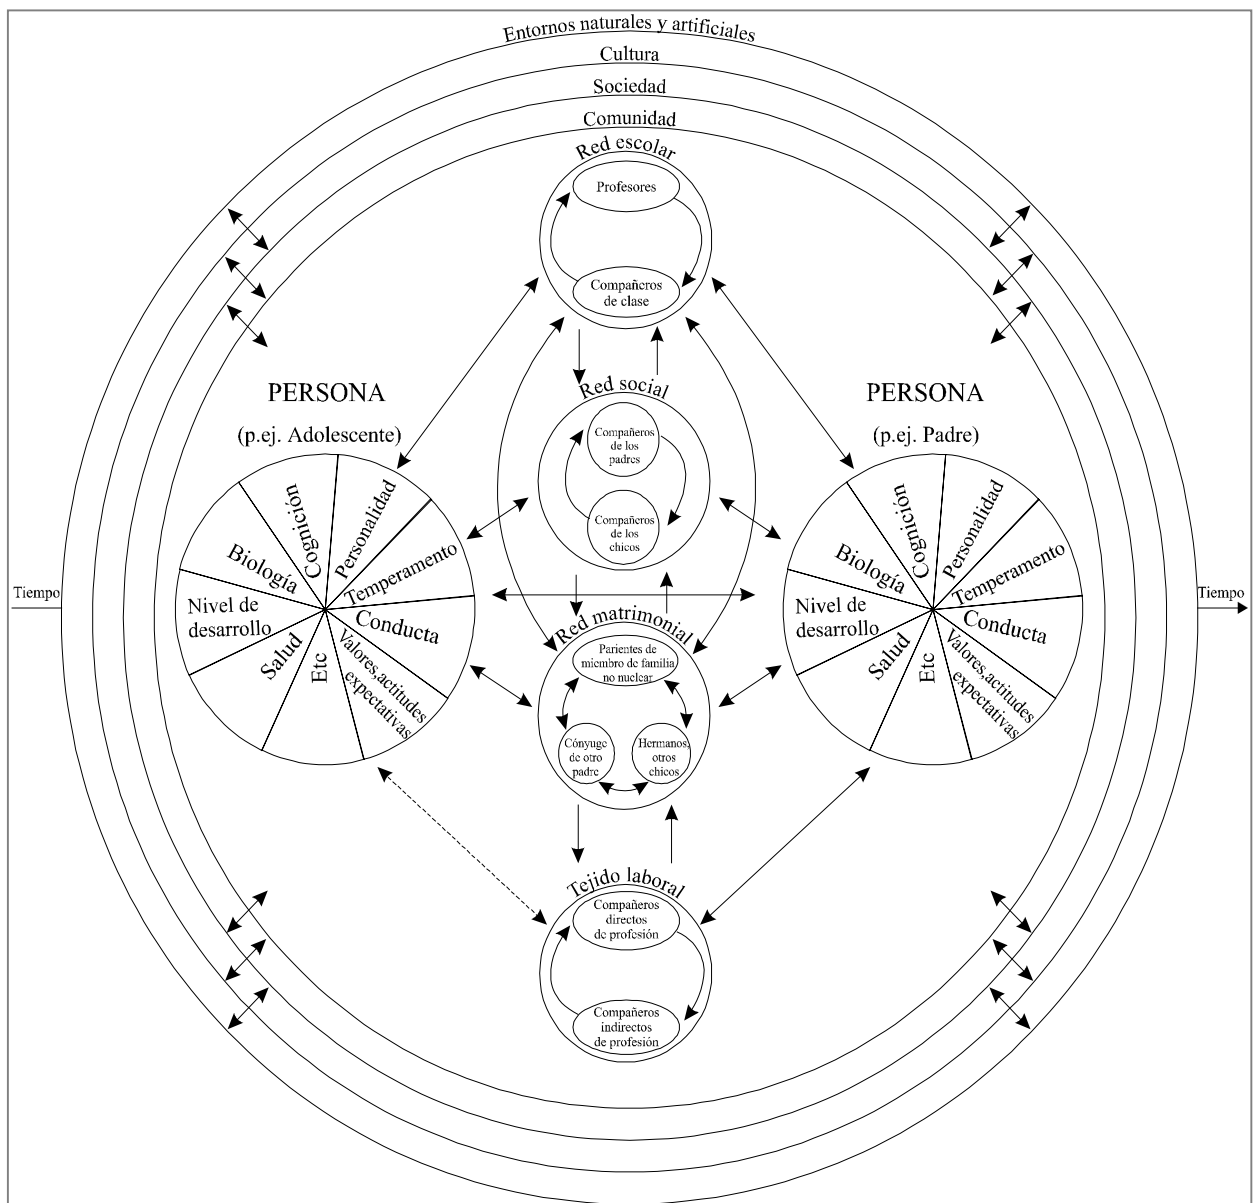 Entornos naturales y artificiales
Cultura
Sociedad
Comunidad
Red escolar
Profesores
Compañeros
de clase
PERSONA
(p.ej. Adolescente)
Cognición
Personalidad
Biología
Temperamento
Nivel de
desarrollo
Conducta
Salud
Etc
Valores,actitudes
expectativas
Red social
Compañeros
de los
padres
Compañeros
de los
chicos
PERSONA
(p.ej. Padre)
Cognición
Personalidad
Biología
Temperamento
Nivel de
desarrollo
Conducta
Salud
Etc
Valores,actitudes
expectativas
Tiempo
Tiempo
Red matrimonial
Parientes de
miembro de familia
no nuclear
Cónyuge
de otro
padre
Hermanos,
otros
chicos
Tejido laboral
Compañeros
directos
de profesión
Compañeros
indirectos
de profesión